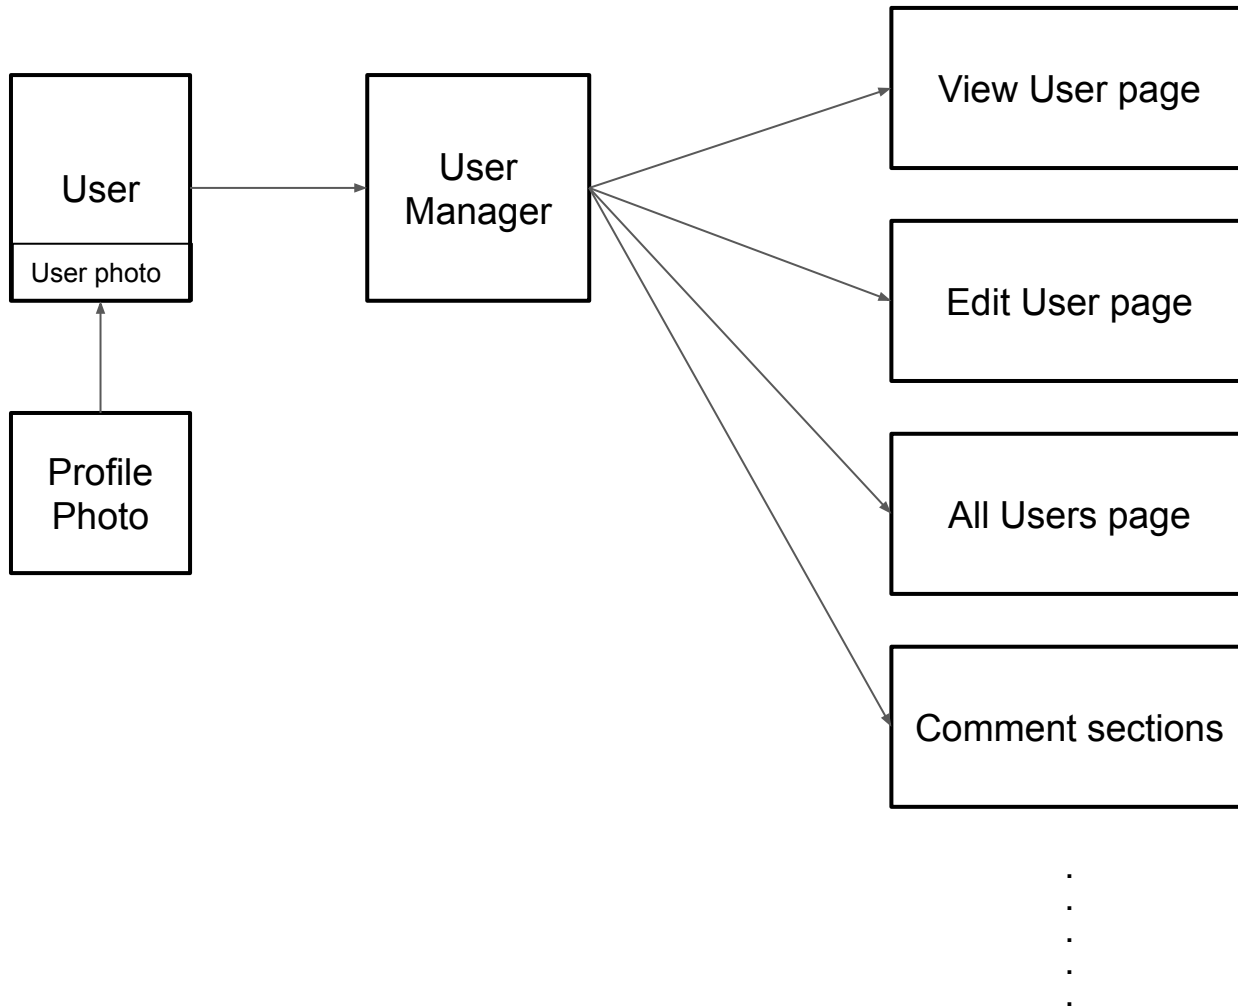 User
User photo
Profile
Photo
User
Manager
View User page
Edit User page
All Users page
Comment sections
.
.
.
.
.